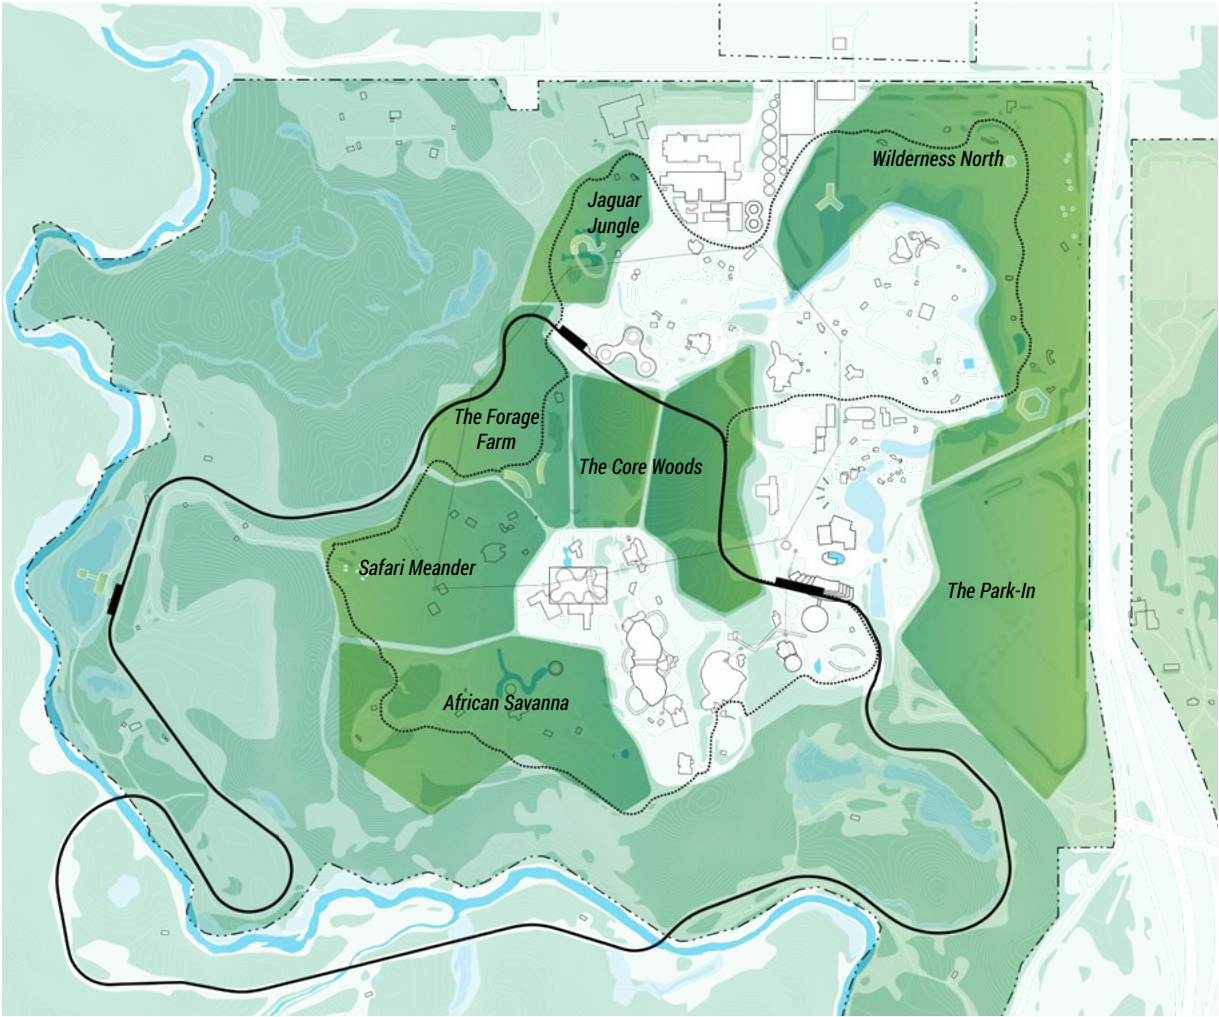 Wilderness North
Jaguar
Jungle
The Forage
Farm
The Core Woods
Safari Meander
The Park-In
African Savanna